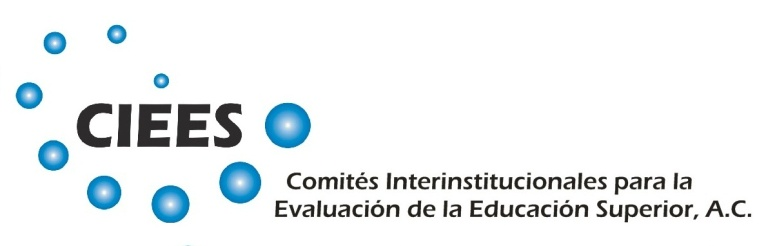 CIEES
Comités Interinstitucionales para la
Evaluación de la Educación Superior, A.C.